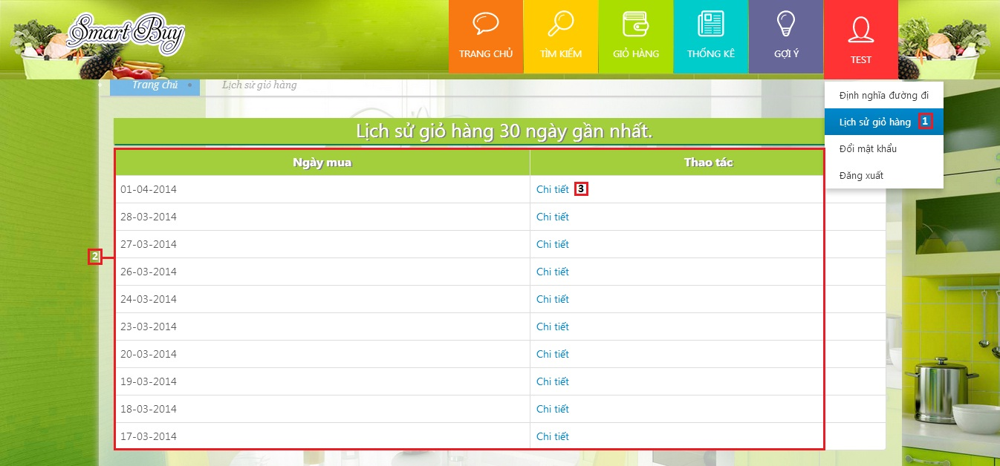 Smart Buy
TRANG CHỦ
TÌM KIẾM
GIỎ HÀNG
THỐNG KÊ
GỢI Ý
TEST
Trang chủ
Lịch sử giỏ hàng
Định nghĩa đường đi
Lịch sử giỏ hàng 1
Đổi mật khẩu
Đăng xuất
Lịch sử giỏ hàng 30 ngày gần nhất.
Ngày mua Thao tác
01-04-2014 Chi tiết 3
28-03-2014 Chi tiết
27-03-2014 Chi tiết
2
26-03-2014 Chi tiết
24-03-2014 Chi tiết
23-03-2014 Chi tiết
20-03-2014 Chi tiết
19-03-2014 Chi tiết
18-03-2014 Chi tiết
17-03-2014 Chi tiết